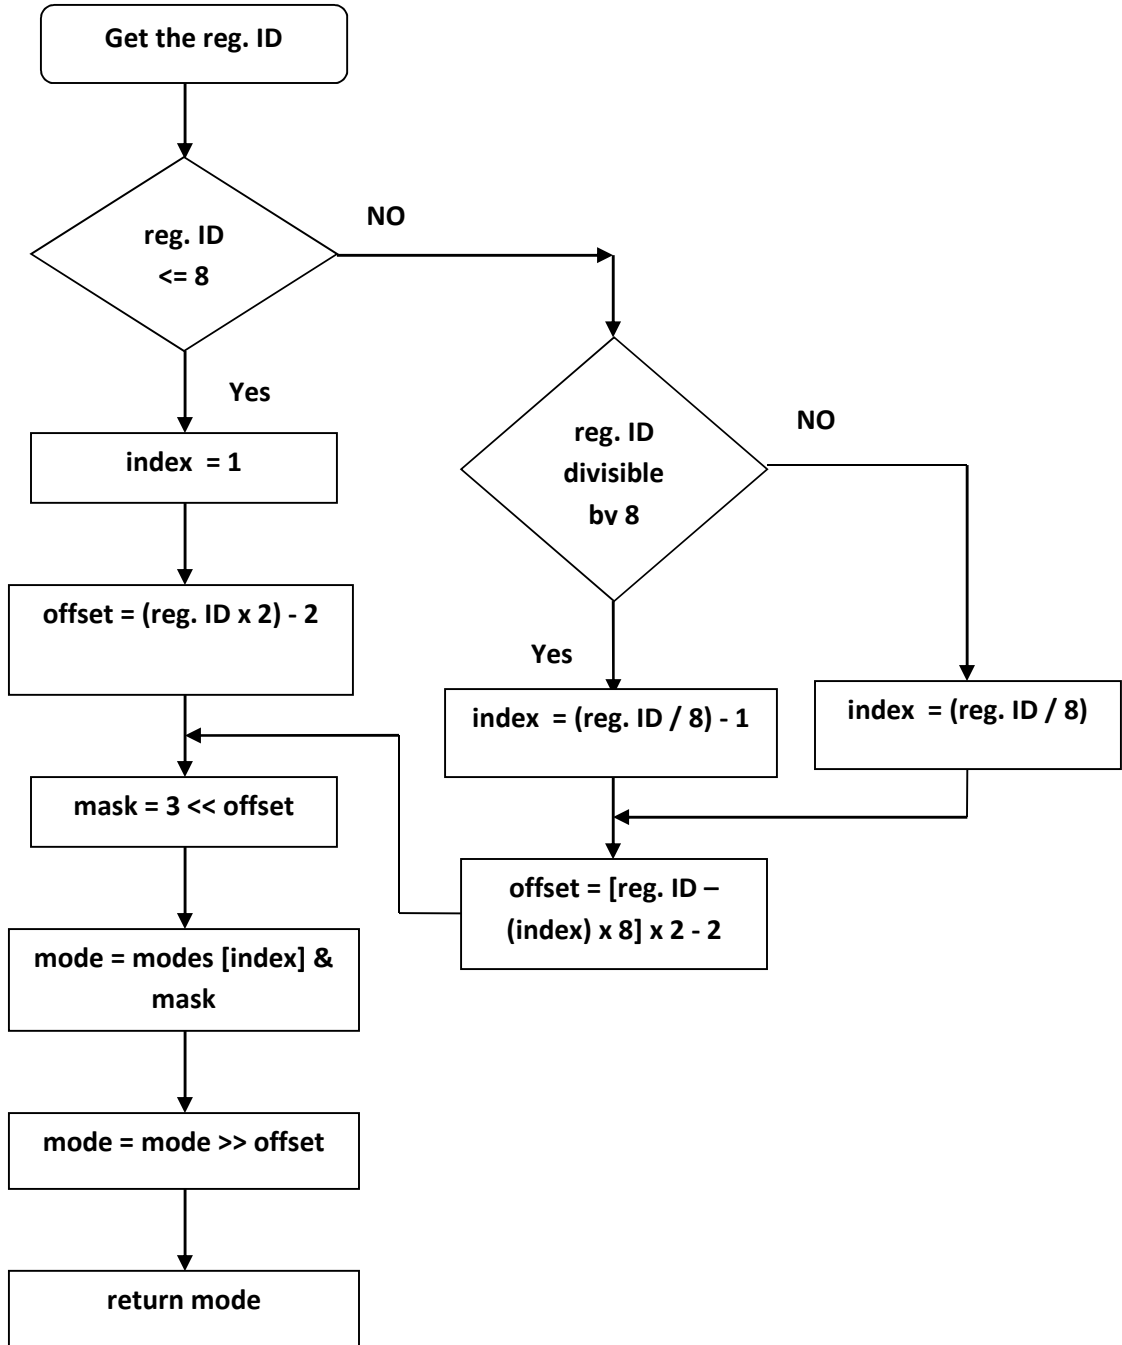 Get the reg. ID
reg. ID
<= 8
NO
Yes
index = 1
offset = (reg. ID x 2) - 2
reg. ID
divisible
bv 8
NO
Yes
index = (reg. ID / 8) - 1
index = (reg. ID / 8)
offset = [reg. ID –
(index) x 8] x 2 - 2
mask = 3 << offset
mode = modes [index] &
mask
mode = mode >> offset
return mode